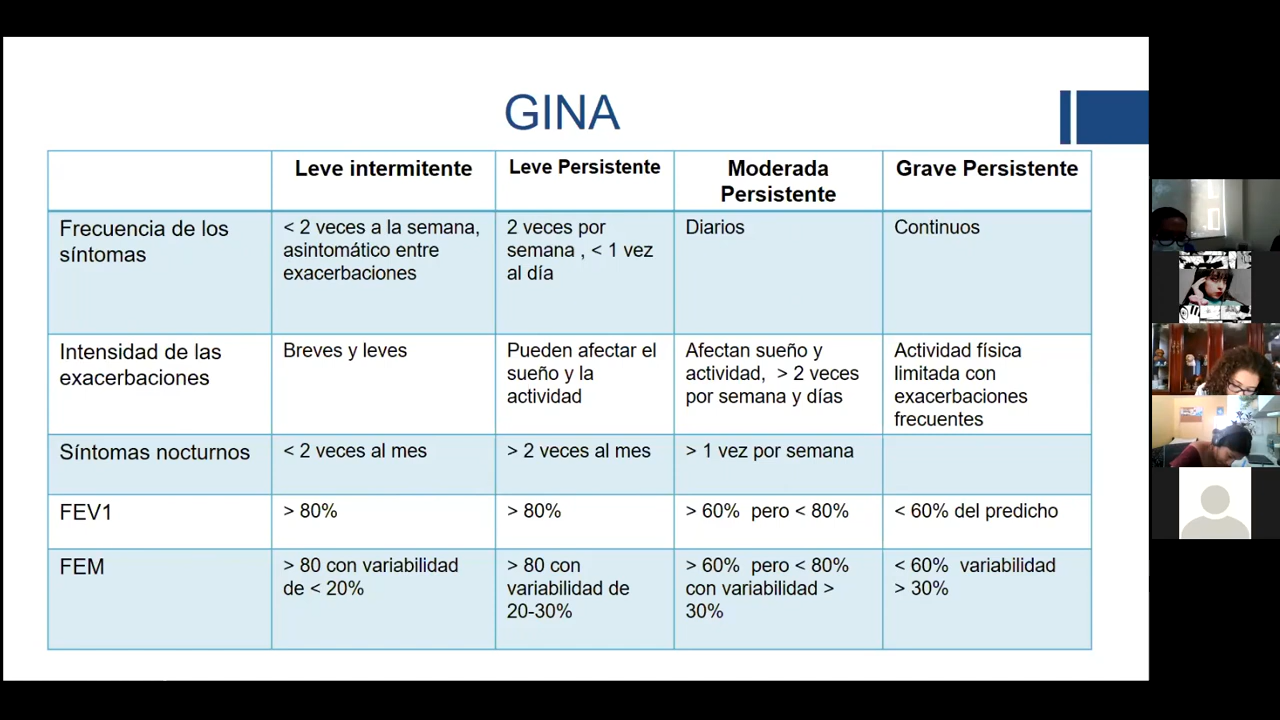 GINA
Leve intermitente
Leve Persistente
Moderada
Persistente
Grave Persistente
Frecuencia de los
síntomas
< 2 veces a la semana,
asintomático entre
exacerbaciones
2 veces por
semana , < 1 vez
al día
Diarios
Continuos
Intensidad de las
exacerbaciones
Breves y leves
Pueden afectar el
sueño y la
actividad
Afectan sueño y
actividad, > 2 veces
por semana y días
Actividad física
limitada con
exacerbaciones
frecuentes
Síntomas nocturnos
< 2 veces al mes
> 2 veces al mes
> 1 vez por semana
FEV1
> 80%
> 80%
> 60% pero < 80%
< 60% del predicho
FEM
> 80 con variabilidad
de < 20%
> 80 con
variabilidad de
20-30%
> 60% pero < 80%
con variabilidad >
30%
< 60% variabilidad
> 30%